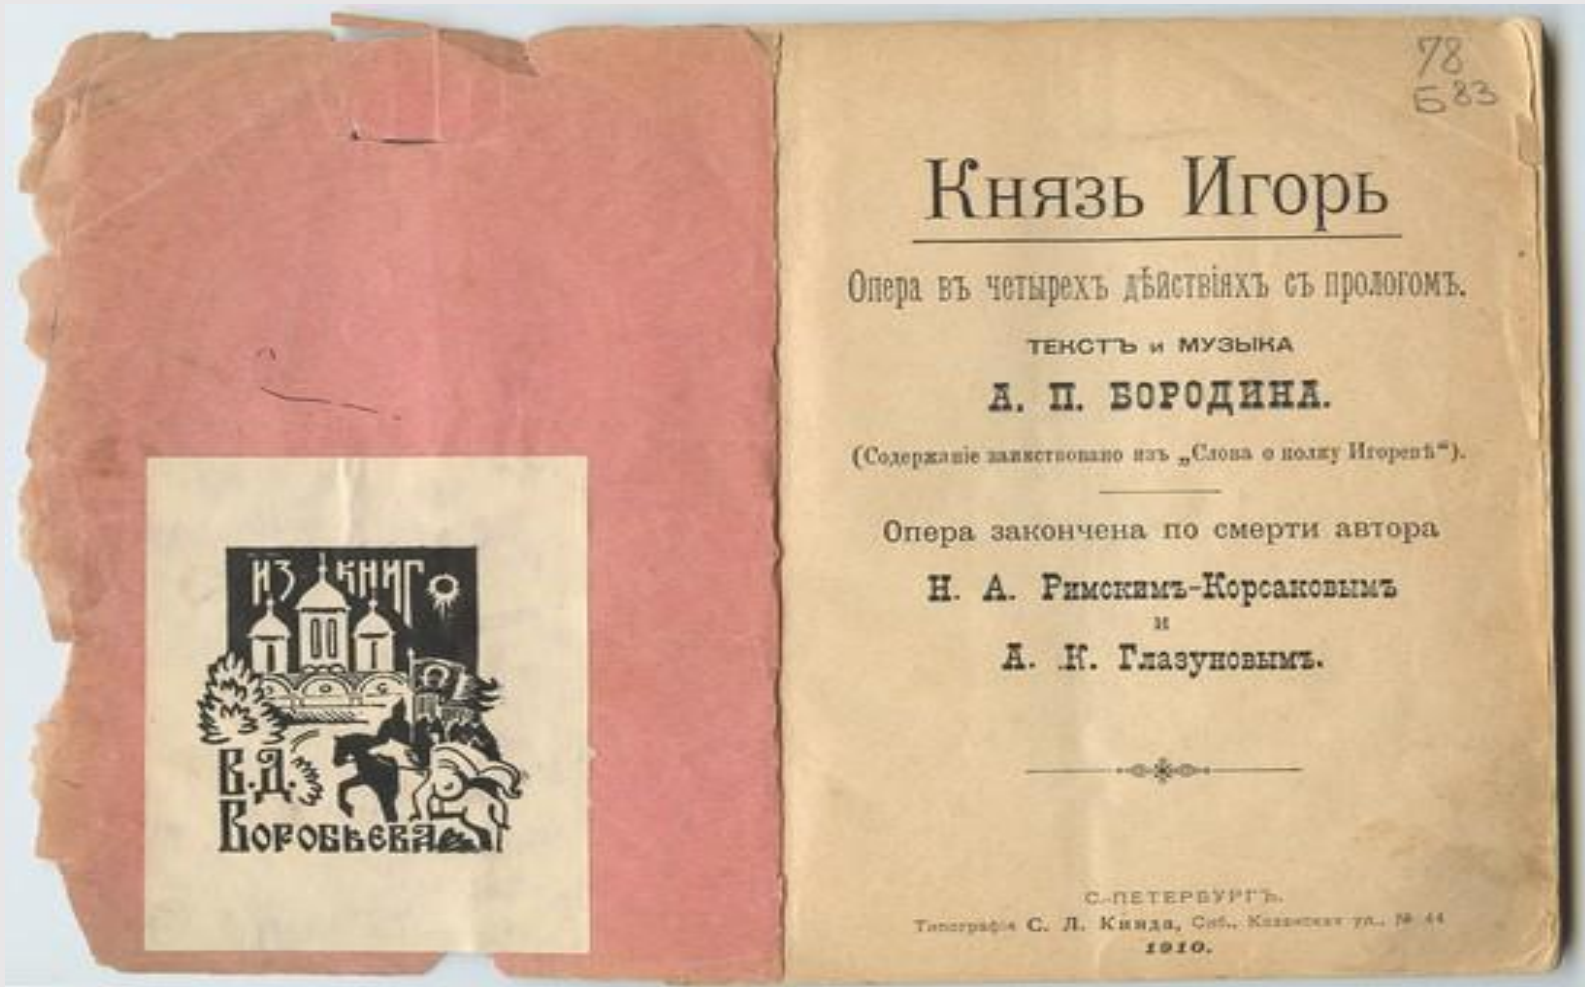 ИЗ КНИГ
В.Д.
ВОРОБЬЕВА
78
Б 83
Князь Игорь
Опера въ четырехъ дѣйствіяхъ съ прологомъ.
ТЕКСТЪ и МУЗЫКА
А. П. БОРОДИНА.
(Содержаніе заимствовано изъ „Слова о полку Игоревѣ“).
Опера закончена по смерти автора
Н. А. Римскимъ-Корсаковымъ
и
А. К. Глазуновымъ.
С.-ПЕТЕРБУРГЪ.
Типографія С. Л. Кинда, Спб., Казанская ул., № 44
1910.